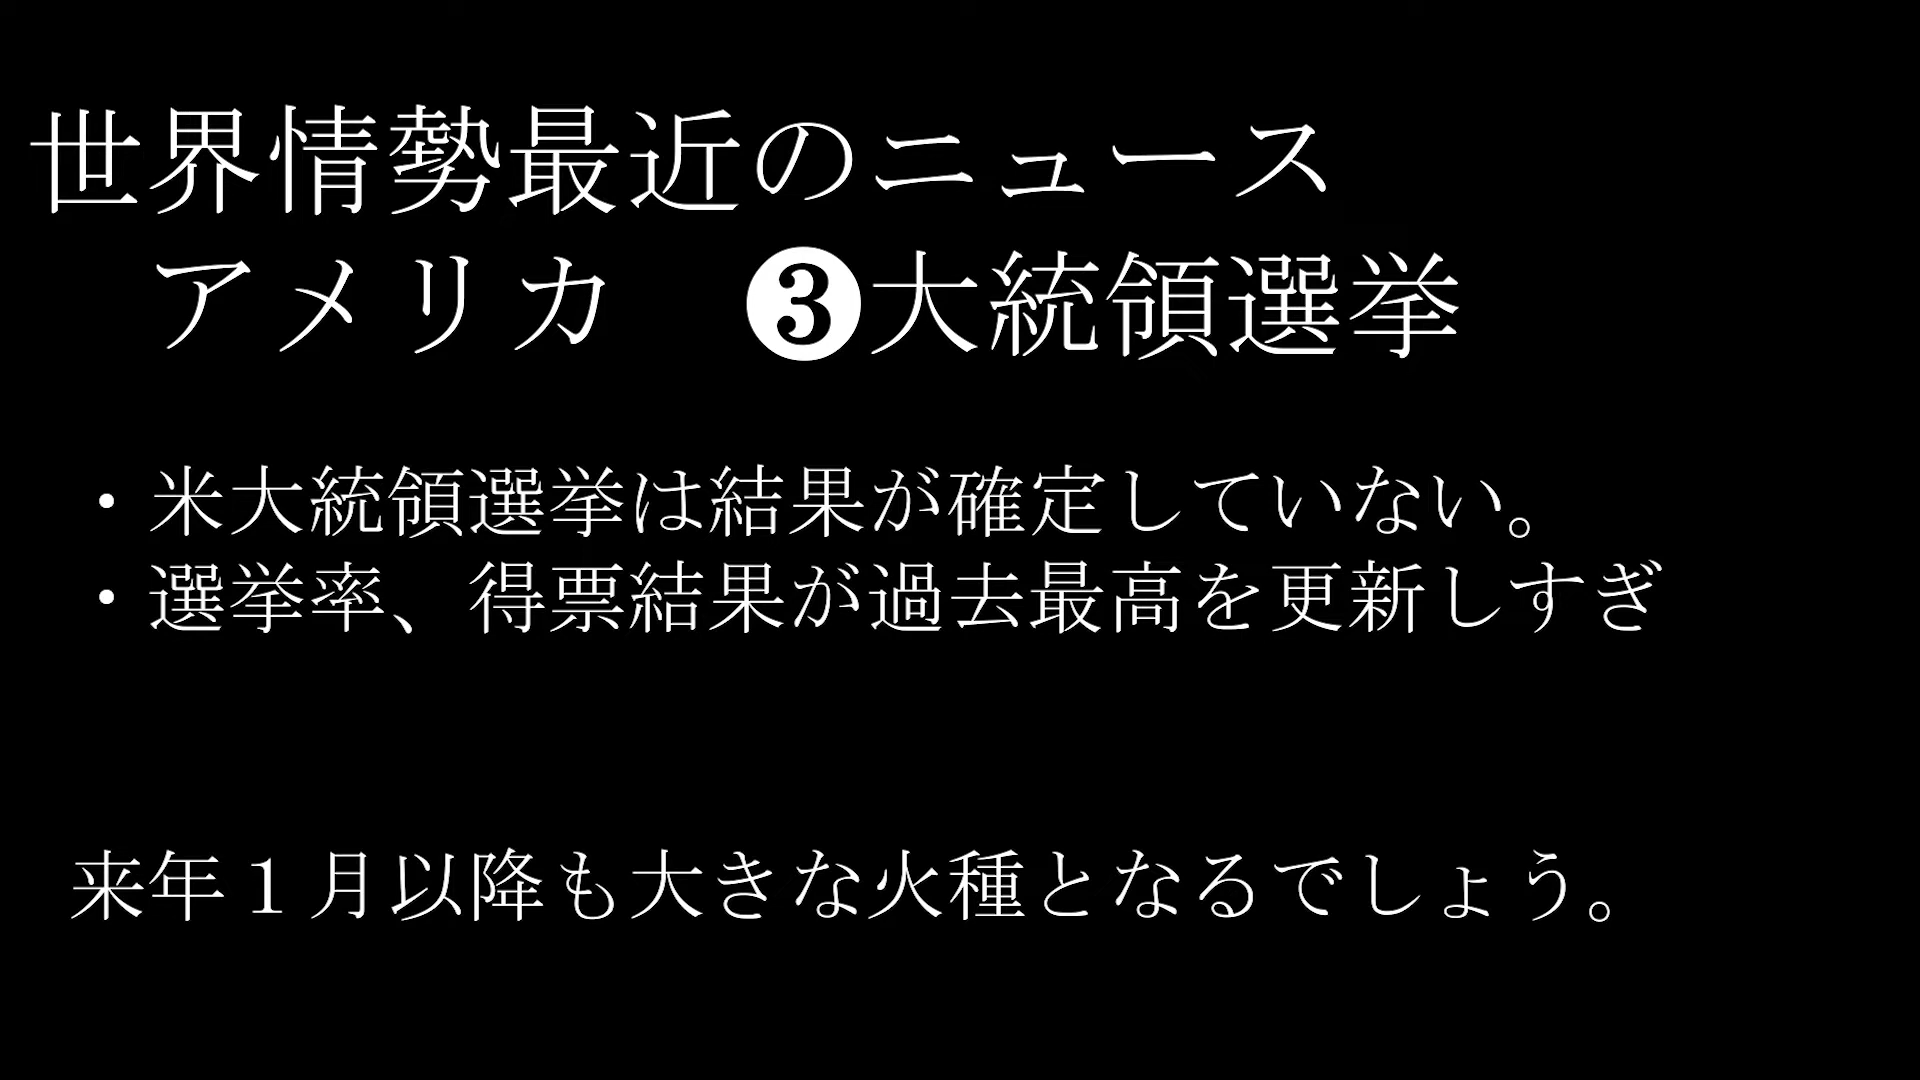 世界情勢最近のニュース
アメリカ　❸大統領選挙
・米大統領選挙は結果が確定していない。
・選挙率、得票結果が過去最高を更新しすぎ
来年１月以降も大きな火種となるでしょう。